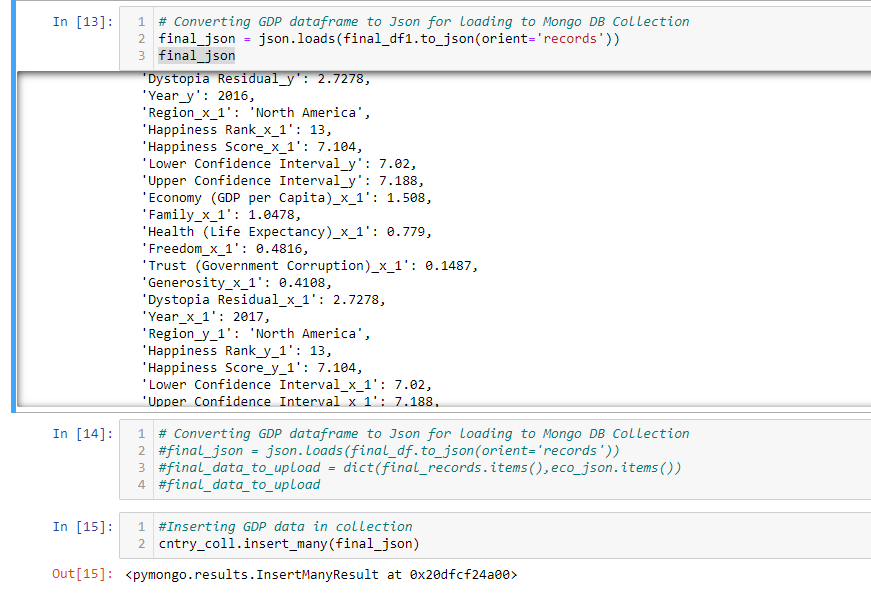 In [13]:
1 # Converting GDP dataframe to Json for loading to Mongo DB Collection
2 final_json = json.loads(final_df1.to_json(orient='records'))
3 final_json
'Dystopia Residual_y': 2.7278,
'Year_y': 2016,
'Region_x_1': 'North America',
'Happiness Rank_x_1': 13,
'Happiness Score_x_1': 7.104,
'Lower Confidence Interval_y': 7.02,
'Upper Confidence Interval_y': 7.188,
'Economy (GDP per Capita)_x_1': 1.508,
'Family_x_1': 1.0478,
'Health (Life Expectancy)_x_1': 0.779,
'Freedom_x_1': 0.4816,
'Trust (Government Corruption)_x_1': 0.1487,
'Generosity_x_1': 0.4108,
'Dystopia Residual_x_1': 2.7278,
'Year_x_1': 2017,
'Region_y_1': 'North America',
'Happiness Rank_y_1': 13,
'Happiness Score_y_1': 7.104,
'Lower Confidence Interval_x_1': 7.02,
'Upper Confidence Interval_x_1': 7.188,
In [14]:
1 # Converting GDP dataframe to Json for loading to Mongo DB Collection
2 #final_json = json.loads(final_df.to_json(orient='records'))
3 #final_data_to_upload = dict(final_records.items(),eco_json.items())
4 #final_data_to_upload
In [15]:
1 #Inserting GDP data in collection
2 cntry_coll.insert_many(final_json)
Out[15]: <pymongo.results.InsertManyResult at 0x20dfcf24a00>